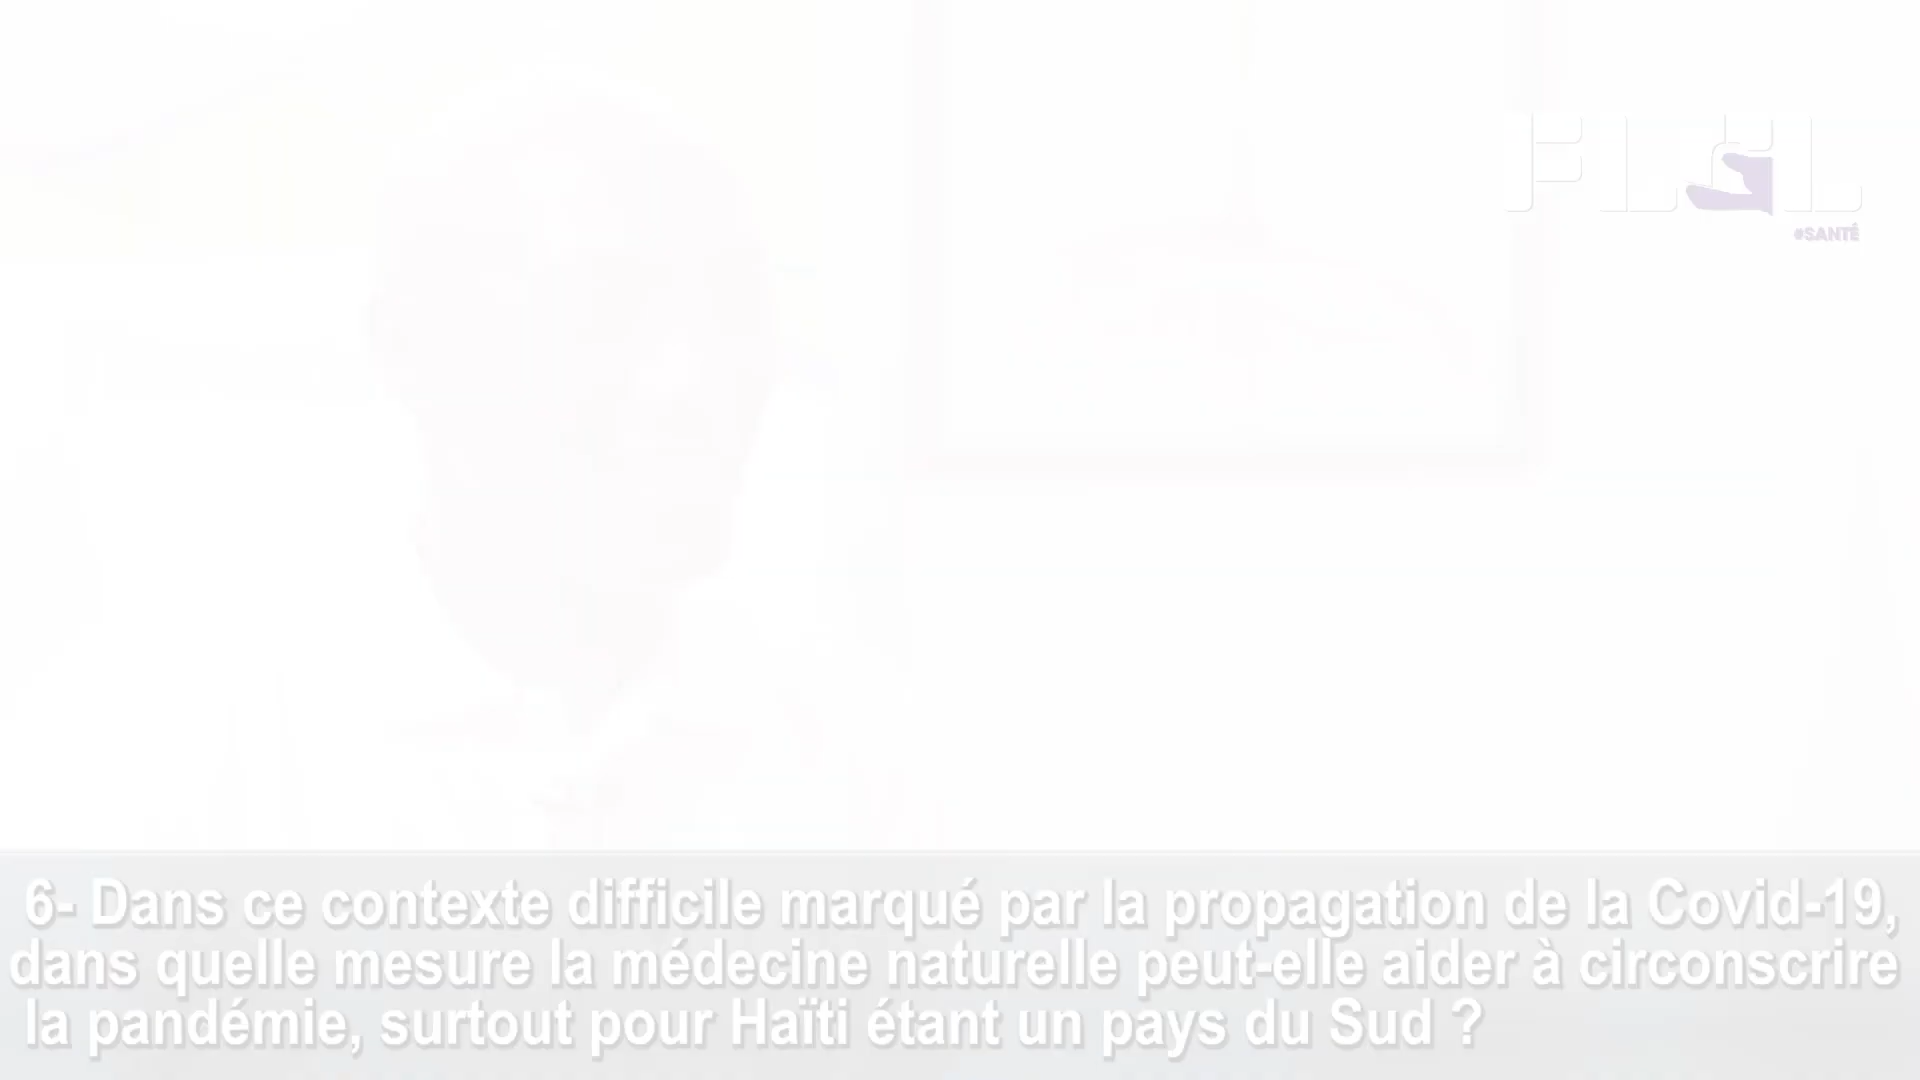 #SANTÉ
6- Dans ce contexte difficile marqué par la propagation de la Covid-19,
dans quelle mesure la médecine naturelle peut-elle aider à circonscrire
la pandémie, surtout pour Haïti étant un pays du Sud ?